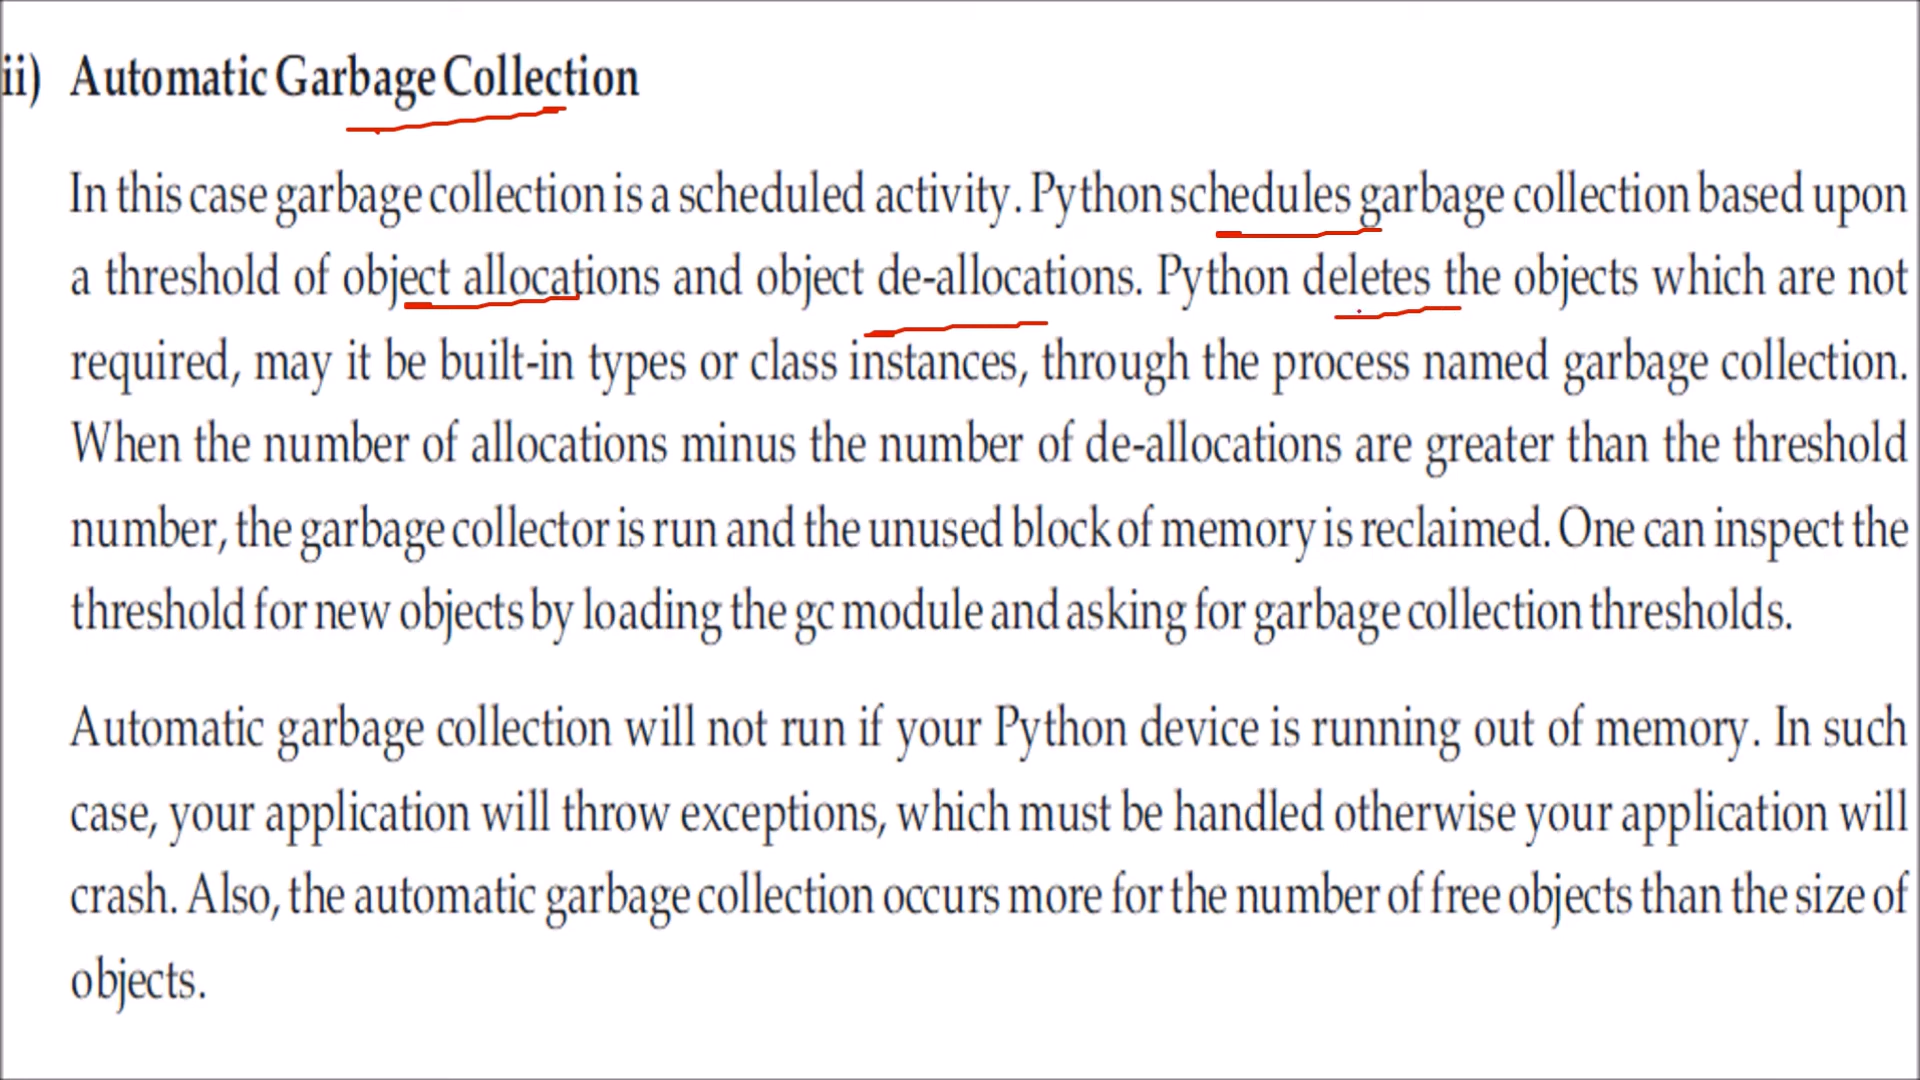 ii) Automatic Garbage Collection
In this case garbage collection is a scheduled activity. Python schedules garbage collection based upon
a threshold of object allocations and object de-allocations. Python deletes the objects which are not
required, may it be built-in types or class instances, through the process named garbage collection.
When the number of allocations minus the number of de-allocations are greater than the threshold
number, the garbage collector is run and the unused block of memory is reclaimed. One can inspect the
threshold for new objects by loading the gc module and asking for garbage collection thresholds.
Automatic garbage collection will not run if your Python device is running out of memory. In such
case, your application will throw exceptions, which must be handled otherwise your application will
crash. Also, the automatic garbage collection occurs more for the number of free objects than the size of
objects.